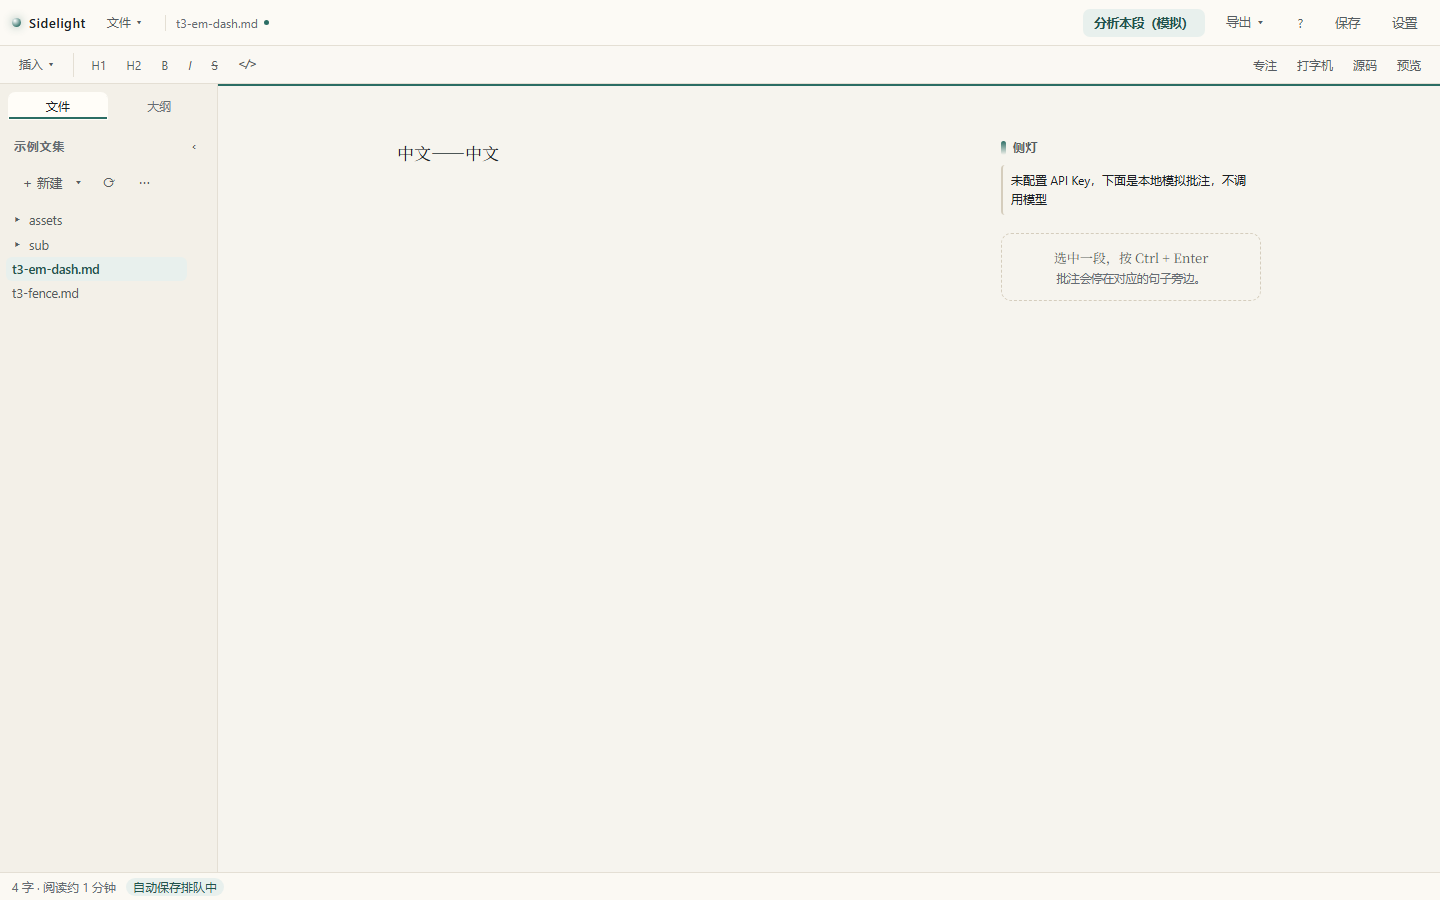 Sidelight 文件 t3-em-dash.md 分析本段（模拟） 导出 ? 保存 设置
插入 H1 H2 B I S </> 专注 打字机 源码 预览
文件 大纲
示例文集
+ 新建 ...
assets
sub
t3-em-dash.md
t3-fence.md
中文——中文
侧灯
未配置 API Key，下面是本地模拟批注，不调
用模型
选中一段，按 Ctrl + Enter
批注会停在对应的句子旁边。
4 字 · 阅读约 1 分钟 自动保存排队中